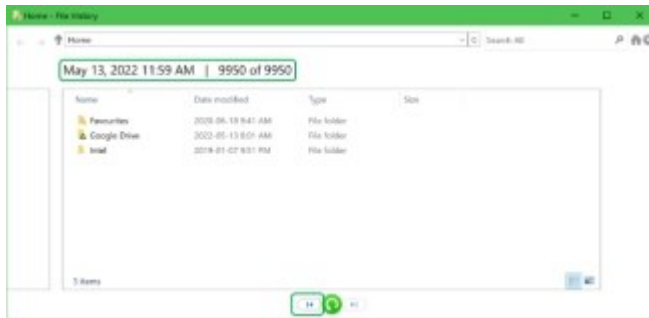 Home - File History
Home
Search All
May 13, 2022 11:59 AM | 9950 of 9950
Name Date modified Type Size
Favourites 2020-06-18 9:41 AM File folder
Google Drive 2022-05-13 8:01 AM File folder
Intel 2019-01-07 9:51 PM File folder
3 items